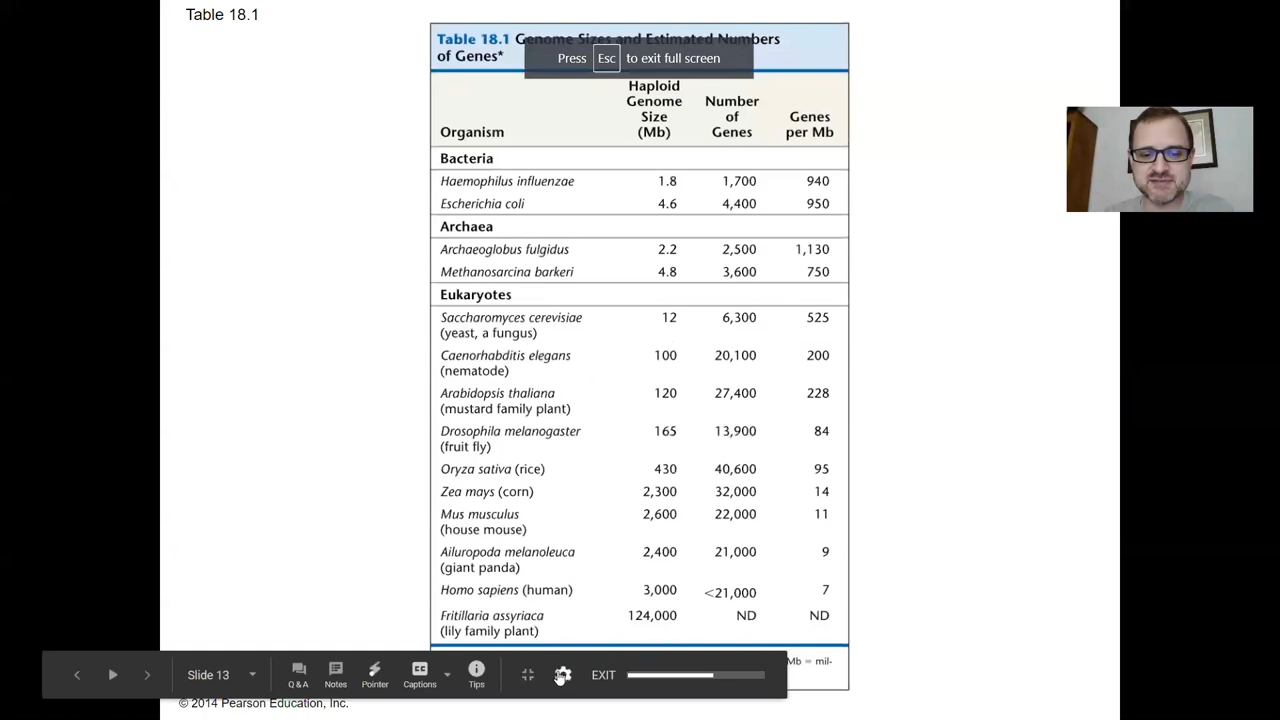 Table 18.1
Table 18.1 Genome Sizes and Estimated Numbers
of Genes*
Press Esc to exit full screen
Organism Haploid Genome Size (Mb) Number of Genes Genes per Mb
Bacteria
Haemophilus influenzae 1.8 1,700 940
Escherichia coli 4.6 4,400 950
Archaea
Archaeoglobus fulgidus 2.2 2,500 1,130
Methanosarcina barkeri 4.8 3,600 750
Eukaryotes
Saccharomyces cerevisiae 12 6,300 525
(yeast, a fungus)
Caenorhabditis elegans 100 20,100 200
(nematode)
Arabidopsis thaliana 120 27,400 228
(mustard family plant)
Drosophila melanogaster 165 13,900 84
(fruit fly)
Oryza sativa (rice) 430 40,600 95
Zea mays (corn) 2,300 32,000 14
Mus musculus 2,600 22,000 11
(house mouse)
Ailuropoda melanoleuca 2,400 21,000 9
(giant panda)
Homo sapiens (human) 3,000 <21,000 7
Fritillaria assyriaca 124,000 ND ND
(lily family plant)
Mb = mil-
Slide 13 Q & A Notes Pointer CC Captions Tips EXIT
© 2014 Pearson Education, Inc.